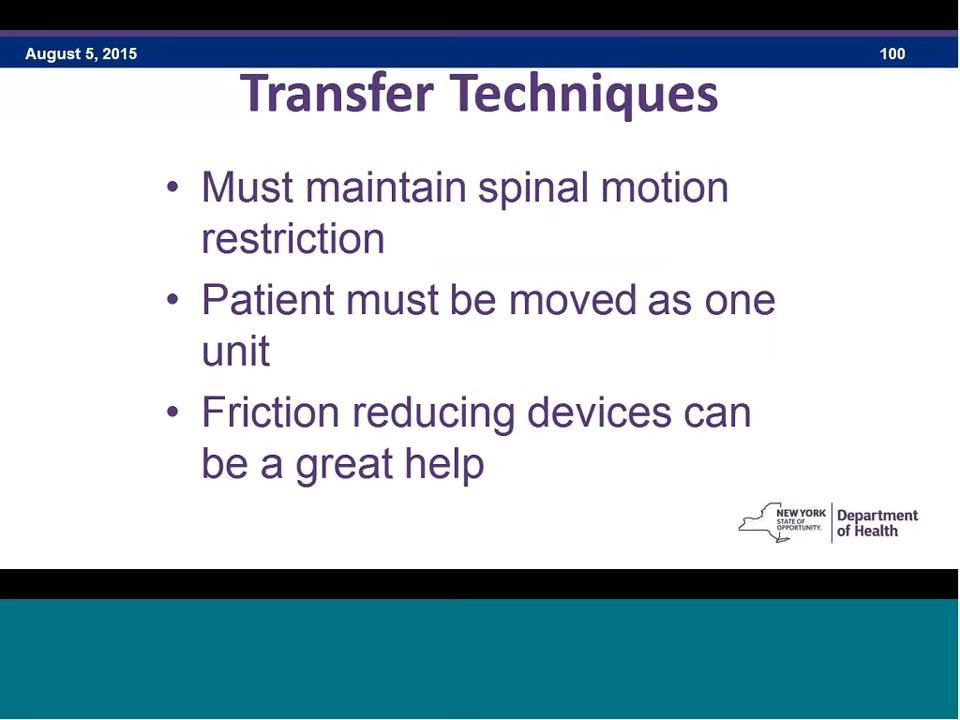 August 5, 2015
100
Transfer Techniques
• Must maintain spinal motion
restriction
• Patient must be moved as one
unit
• Friction reducing devices can
be a great help
NEW YORK
STATE OF
OPPORTUNITY.
Department
of Health